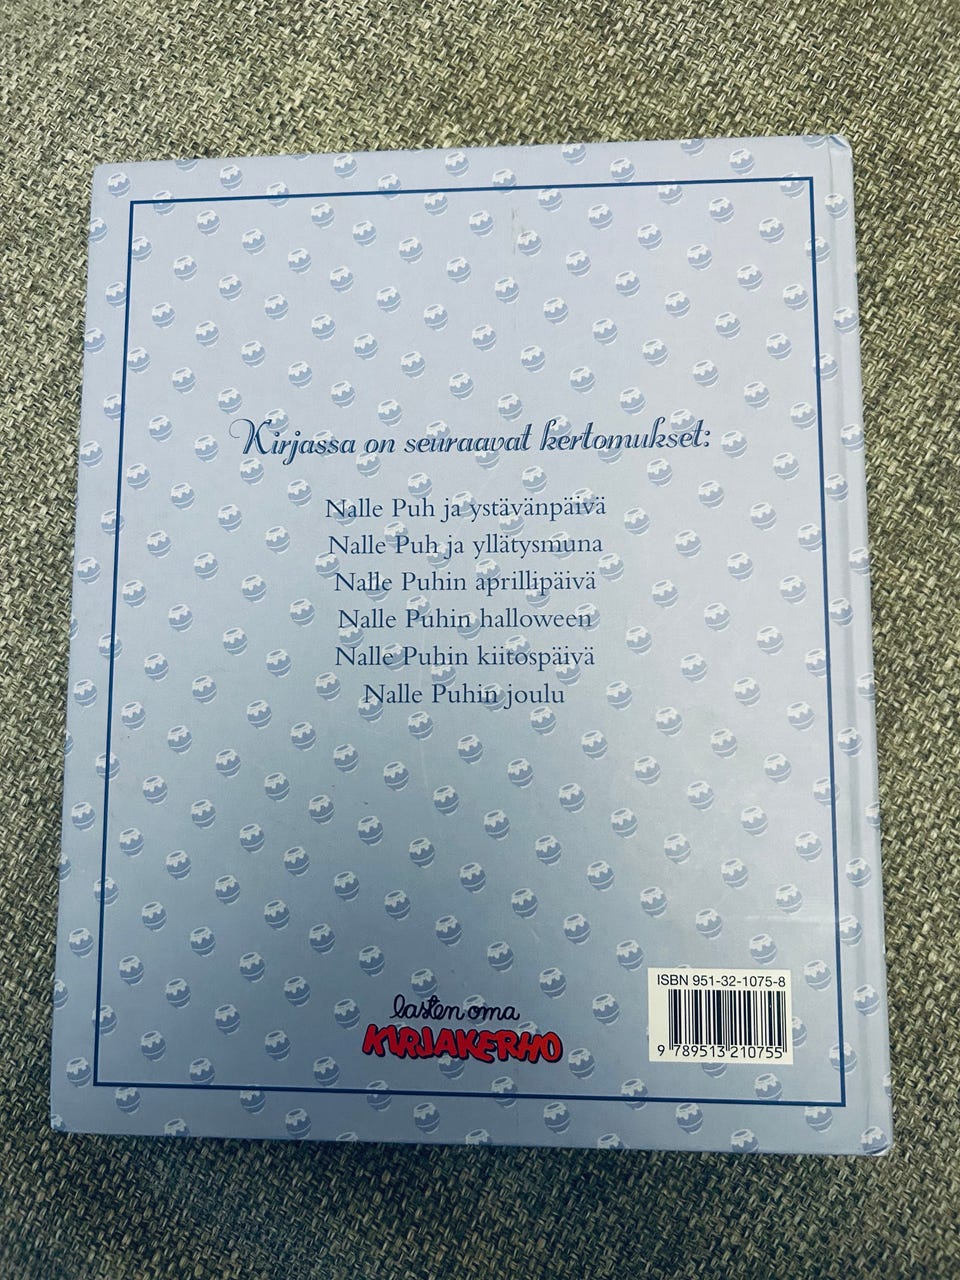 Kirjassa on seuraavat kertomukset:
Nalle Puh ja ystävänpäivä
Nalle Puh ja yllätysmuna
Nalle Puhin aprillipäivä
Nalle Puhin halloween
Nalle Puhin kiitospäivä
Nalle Puhin joulu
lasten oma
KIRJAKERHO
ISBN 951-32-1075-8
9 789513 210755